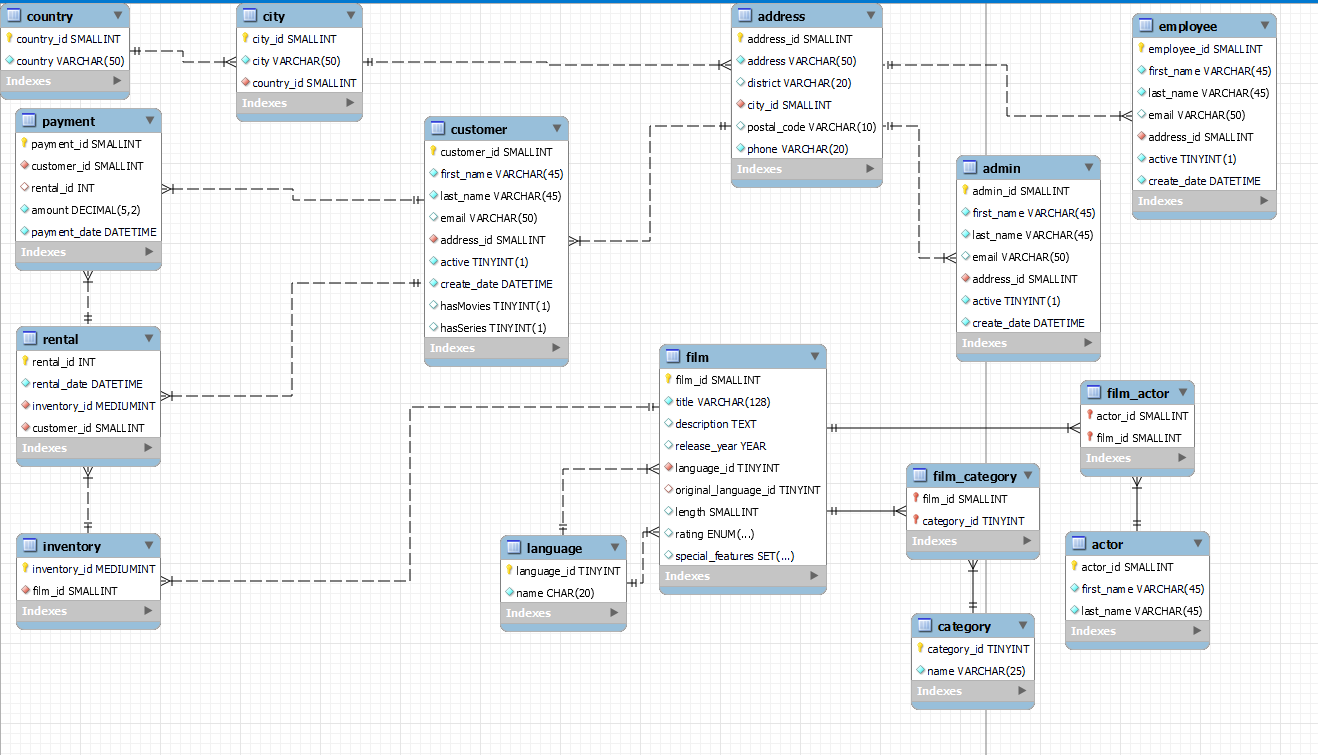 country
country_id SMALLINT
country VARCHAR(50)
Indexes
city
city_id SMALLINT
city VARCHAR(50)
country_id SMALLINT
Indexes
address
address_id SMALLINT
address VARCHAR(50)
district VARCHAR(20)
city_id SMALLINT
postal_code VARCHAR(10)
phone VARCHAR(20)
Indexes
employee
employee_id SMALLINT
first_name VARCHAR(45)
last_name VARCHAR(45)
email VARCHAR(50)
address_id SMALLINT
active TINYINT(1)
create_date DATETIME
Indexes
payment
payment_id SMALLINT
customer_id SMALLINT
rental_id INT
amount DECIMAL(5,2)
payment_date DATETIME
Indexes
customer
customer_id SMALLINT
first_name VARCHAR(45)
last_name VARCHAR(45)
email VARCHAR(50)
address_id SMALLINT
active TINYINT(1)
create_date DATETIME
hasMovies TINYINT(1)
hasSeries TINYINT(1)
Indexes
admin
admin_id SMALLINT
first_name VARCHAR(45)
last_name VARCHAR(45)
email VARCHAR(50)
address_id SMALLINT
active TINYINT(1)
create_date DATETIME
Indexes
rental
rental_id INT
rental_date DATETIME
inventory_id MEDIUMINT
customer_id SMALLINT
Indexes
film
film_id SMALLINT
title VARCHAR(128)
description TEXT
release_year YEAR
language_id TINYINT
original_language_id TINYINT
length SMALLINT
rating ENUM(...)
special_features SET(...)
Indexes
film_actor
actor_id SMALLINT
film_id SMALLINT
Indexes
film_category
film_id SMALLINT
category_id TINYINT
Indexes
inventory
inventory_id MEDIUMINT
film_id SMALLINT
Indexes
language
language_id TINYINT
name CHAR(20)
Indexes
actor
actor_id SMALLINT
first_name VARCHAR(45)
last_name VARCHAR(45)
Indexes
category
category_id TINYINT
name VARCHAR(25)
Indexes